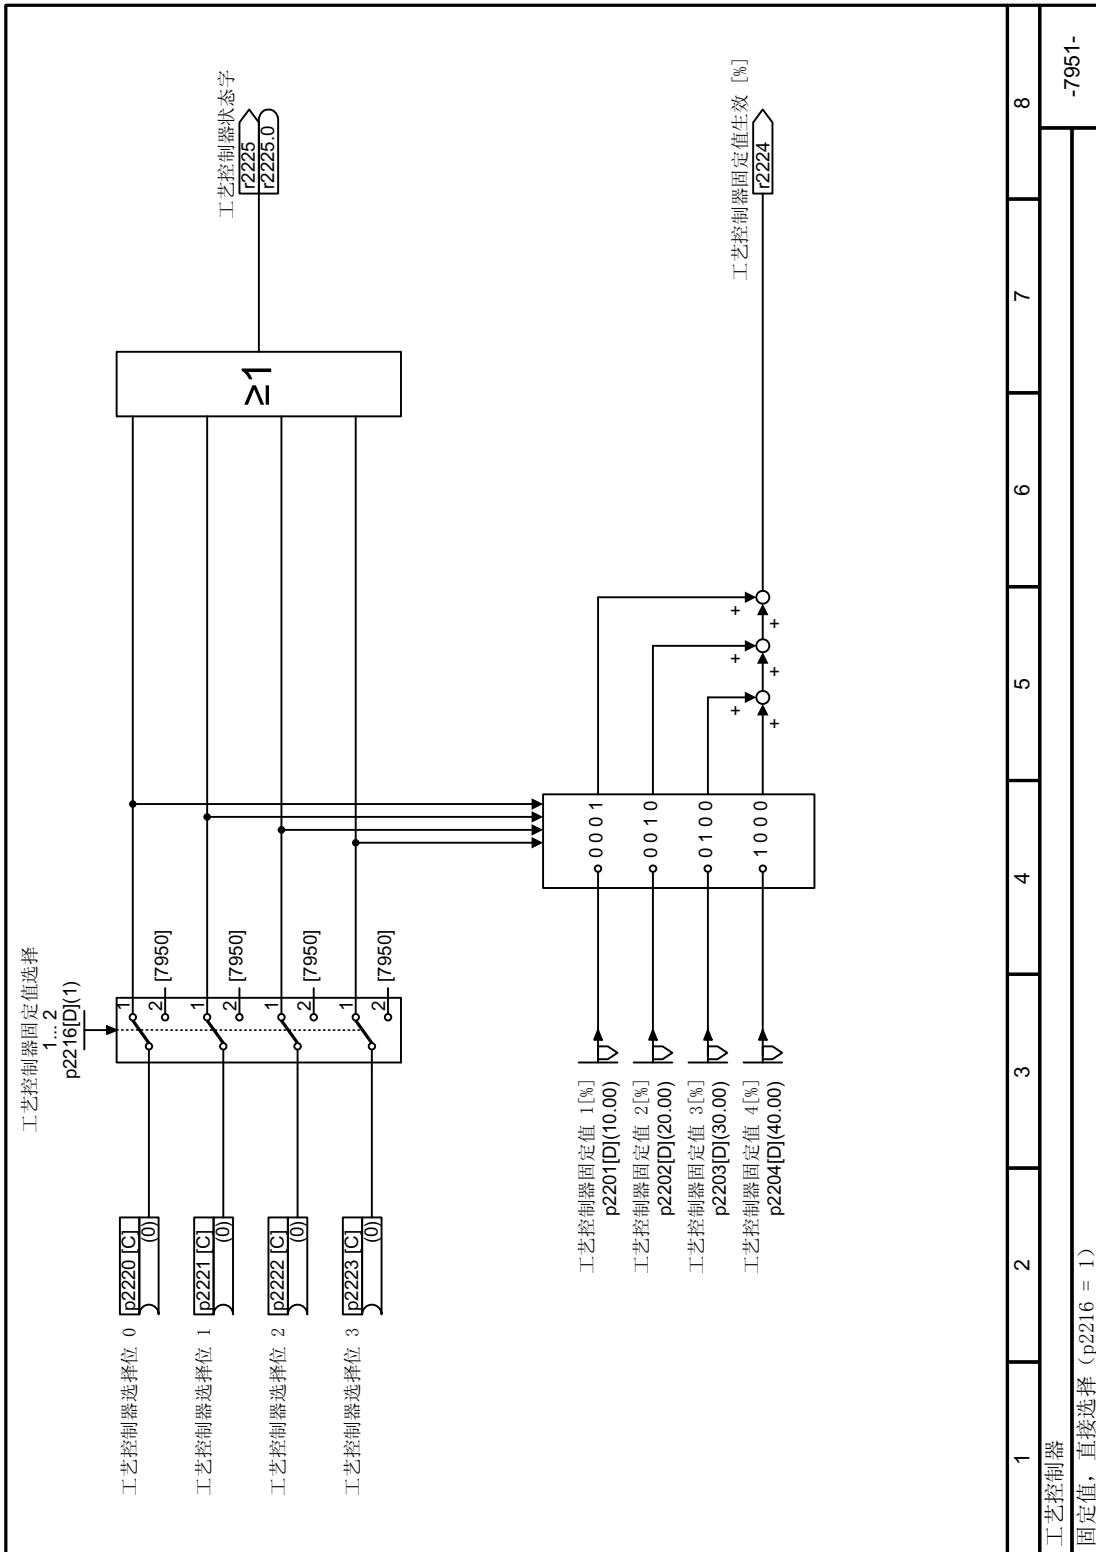 工艺控制器选择位 0
p2220 [C]
(0)
工艺控制器选择位 1
p2221 [C]
(0)
工艺控制器选择位 2
p2222 [C]
(0)
工艺控制器选择位 3
p2223 [C]
(0)
工艺控制器固定值选择
1... 2
p2216[D](1)
1
2
[7950]
1
2
[7950]
1
2
[7950]
1
2
[7950]
≥1
工艺控制器状态字
r2225
r2225.0
工艺控制器固定值 1[%]
p2201[D](10.00)
工艺控制器固定值 2[%]
p2202[D](20.00)
工艺控制器固定值 3[%]
p2203[D](30.00)
工艺控制器固定值 4[%]
p2204[D](40.00)
0 0 0 1
0 0 1 0
0 1 0 0
1 0 0 0
+
+
+
+
+
+
工艺控制器固定值生效 [%]
r2224
1
2
3
4
5
6
7
8
工艺控制器
固定值，直接选择（p2216 = 1）
-7951-